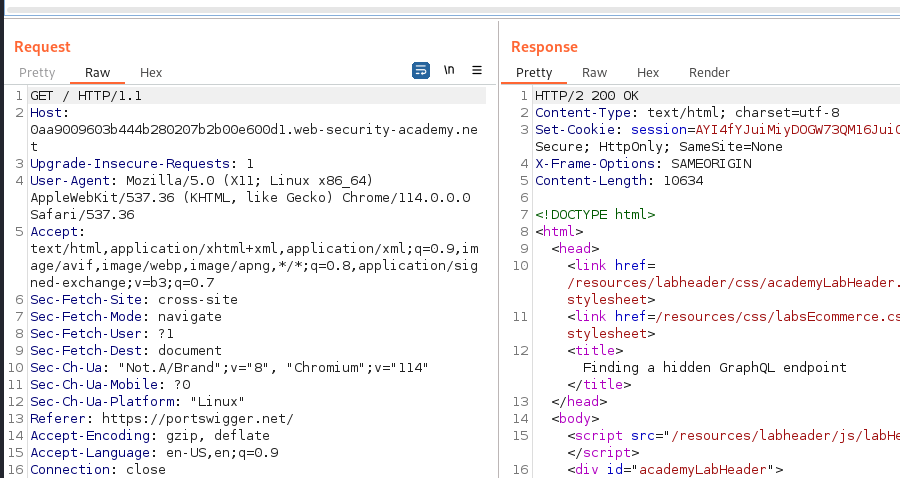 Request
Pretty Raw Hex \n
1 GET / HTTP/1.1
2 Host:
0aa9009603b444b280207b2b00e600d1.web-security-academy.ne
t
3 Upgrade-Insecure-Requests: 1
4 User-Agent: Mozilla/5.0 (X11; Linux x86_64)
AppleWebKit/537.36 (KHTML, like Gecko) Chrome/114.0.0.0
Safari/537.36
5 Accept:
text/html,application/xhtml+xml,application/xml;q=0.9,im
age/avif,image/webp,image/apng,*/*;q=0.8,application/sig
ned-exchange;v=b3;q=0.7
6 Sec-Fetch-Site: cross-site
7 Sec-Fetch-Mode: navigate
8 Sec-Fetch-User: ?1
9 Sec-Fetch-Dest: document
10 Sec-Ch-Ua: "Not.A/Brand";v="8", "Chromium";v="114"
11 Sec-Ch-Ua-Mobile: ?0
12 Sec-Ch-Ua-Platform: "Linux"
13 Referer: https://portswigger.net/
14 Accept-Encoding: gzip, deflate
15 Accept-Language: en-US,en;q=0.9
16 Connection: close
Response
Pretty Raw Hex Render
1 HTTP/2 200 OK
2 Content-Type: text/html; charset=utf-8
3 Set-Cookie: session=AYI4fYJuiMiyDOGW73QM16Jui
Secure; HttpOnly; SameSite=None
4 X-Frame-Options: SAMEORIGIN
5 Content-Length: 10634
6
7 <!DOCTYPE html>
8 <html>
9 <head>
10 <link href=
/resources/labheader/css/academyLabHeader.
stylesheet>
11 <link href=/resources/css/labsEcommerce.cs
stylesheet>
12 <title>
Finding a hidden GraphQL endpoint
</title>
13 </head>
14 <body>
15 <script src="/resources/labheader/js/labHe
</script>
16 <div id="academyLabHeader">